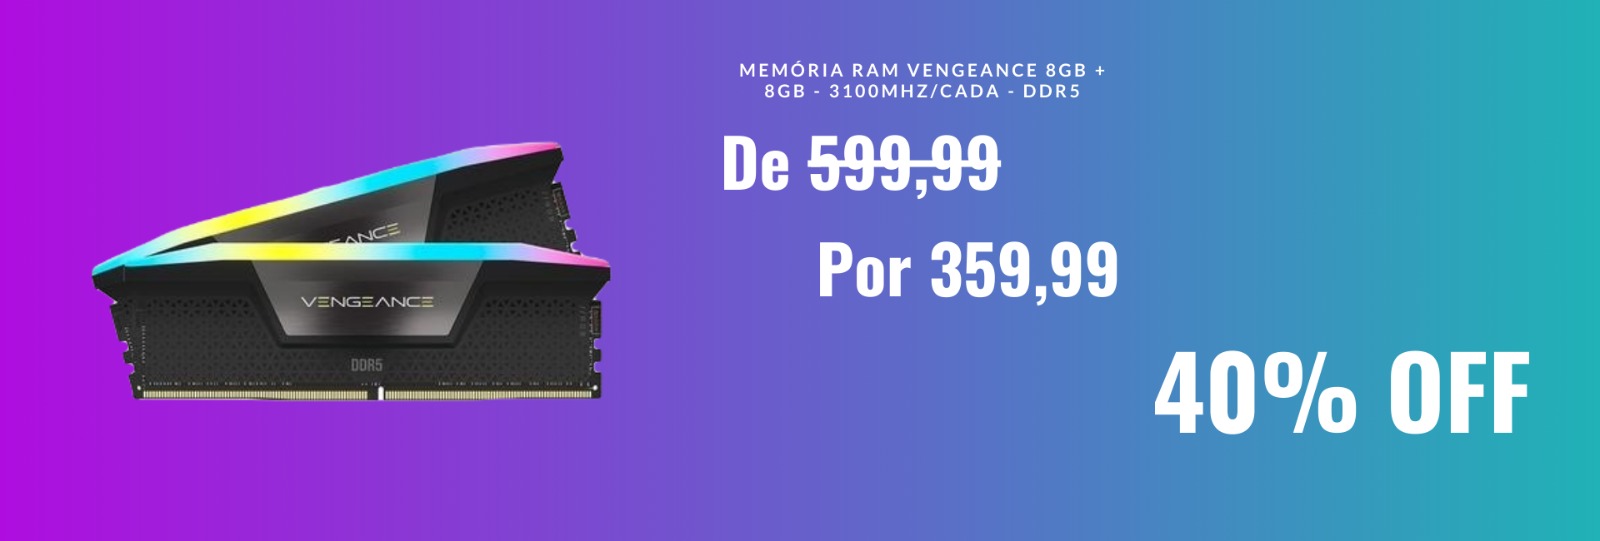 MEMÓRIA RAM VENGEANCE 8GB +
8GB - 3100MHZ/CADA - DDR5
De 599,99
Por 359,99
40% OFF
VENGEANCE
DDR5